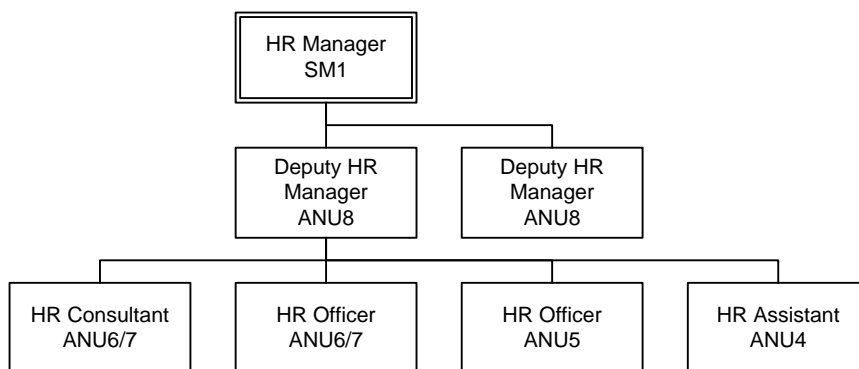 HR Manager
SM1
Deputy HR
Manager
ANU8
Deputy HR
Manager
ANU8
HR Consultant
ANU6/7
HR Officer
ANU6/7
HR Officer
ANU5
HR Assistant
ANU4